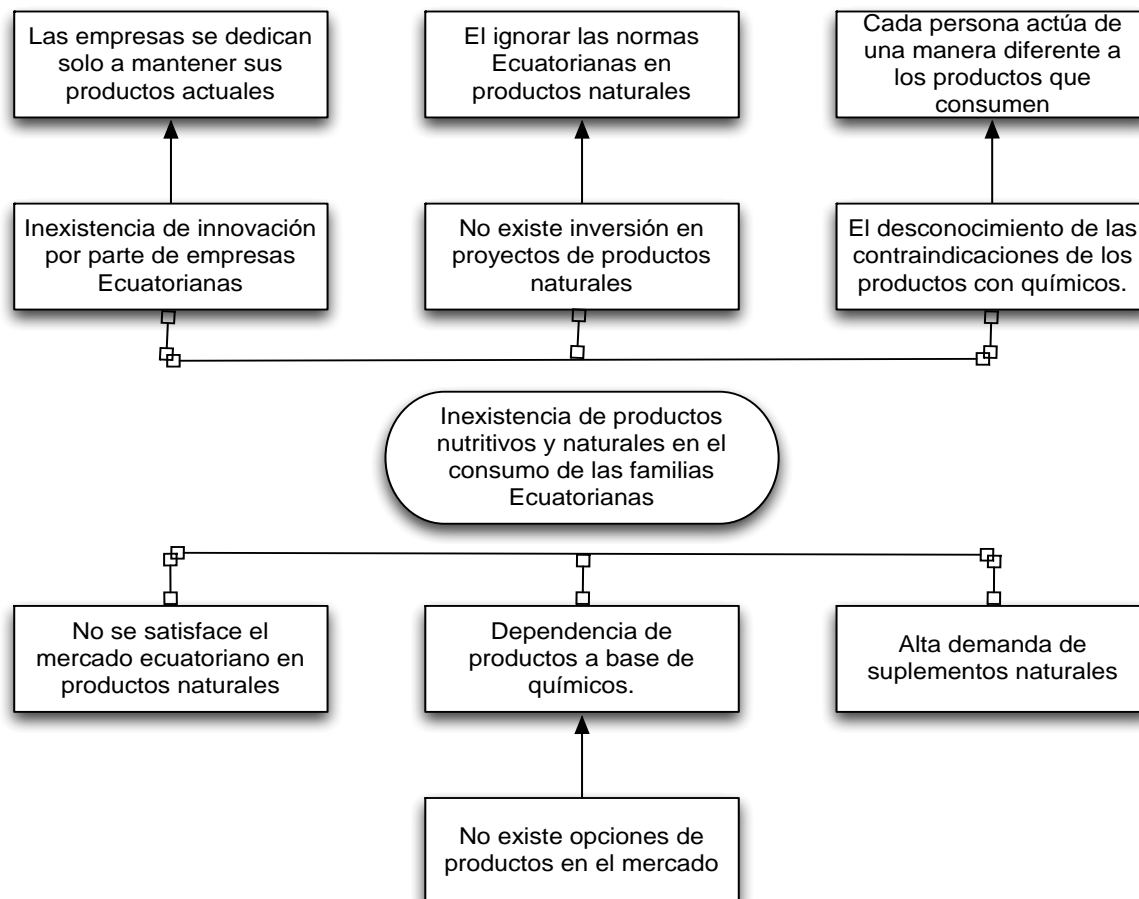 Las empresas se dedican
solo a mantener sus
productos actuales
El ignorar las normas
Ecuatorianas en
productos naturales
Cada persona actúa de
una manera diferente a
los productos que
consumen
Inexistencia de innovación
por parte de empresas
Ecuatorianas
No existe inversión en
proyectos de productos
naturales
El desconocimiento de las
contraindicaciones de los
productos con químicos.
Inexistencia de productos
nutritivos y naturales en el
consumo de las familias
Ecuatorianas
No se satisface el
mercado ecuatoriano en
productos naturales
Dependencia de
productos a base de
químicos.
Alta demanda de
suplementos naturales
No existe opciones de
productos en el mercado